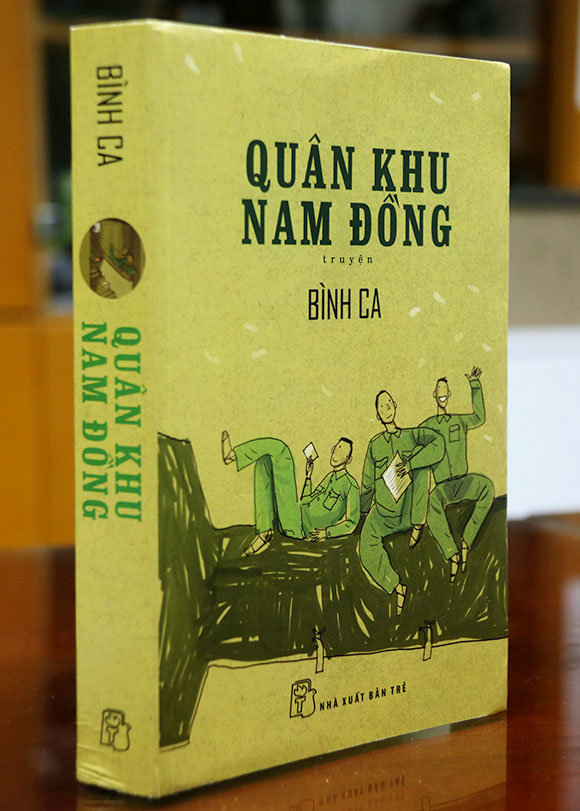 BÌNH CA
QUÂN KHU
NAM ĐỒNG
QUÂN KHU
NAM ĐỒNG
truyện
BÌNH CA
T
NHÀ XUẤT BẢN TRẺ
T